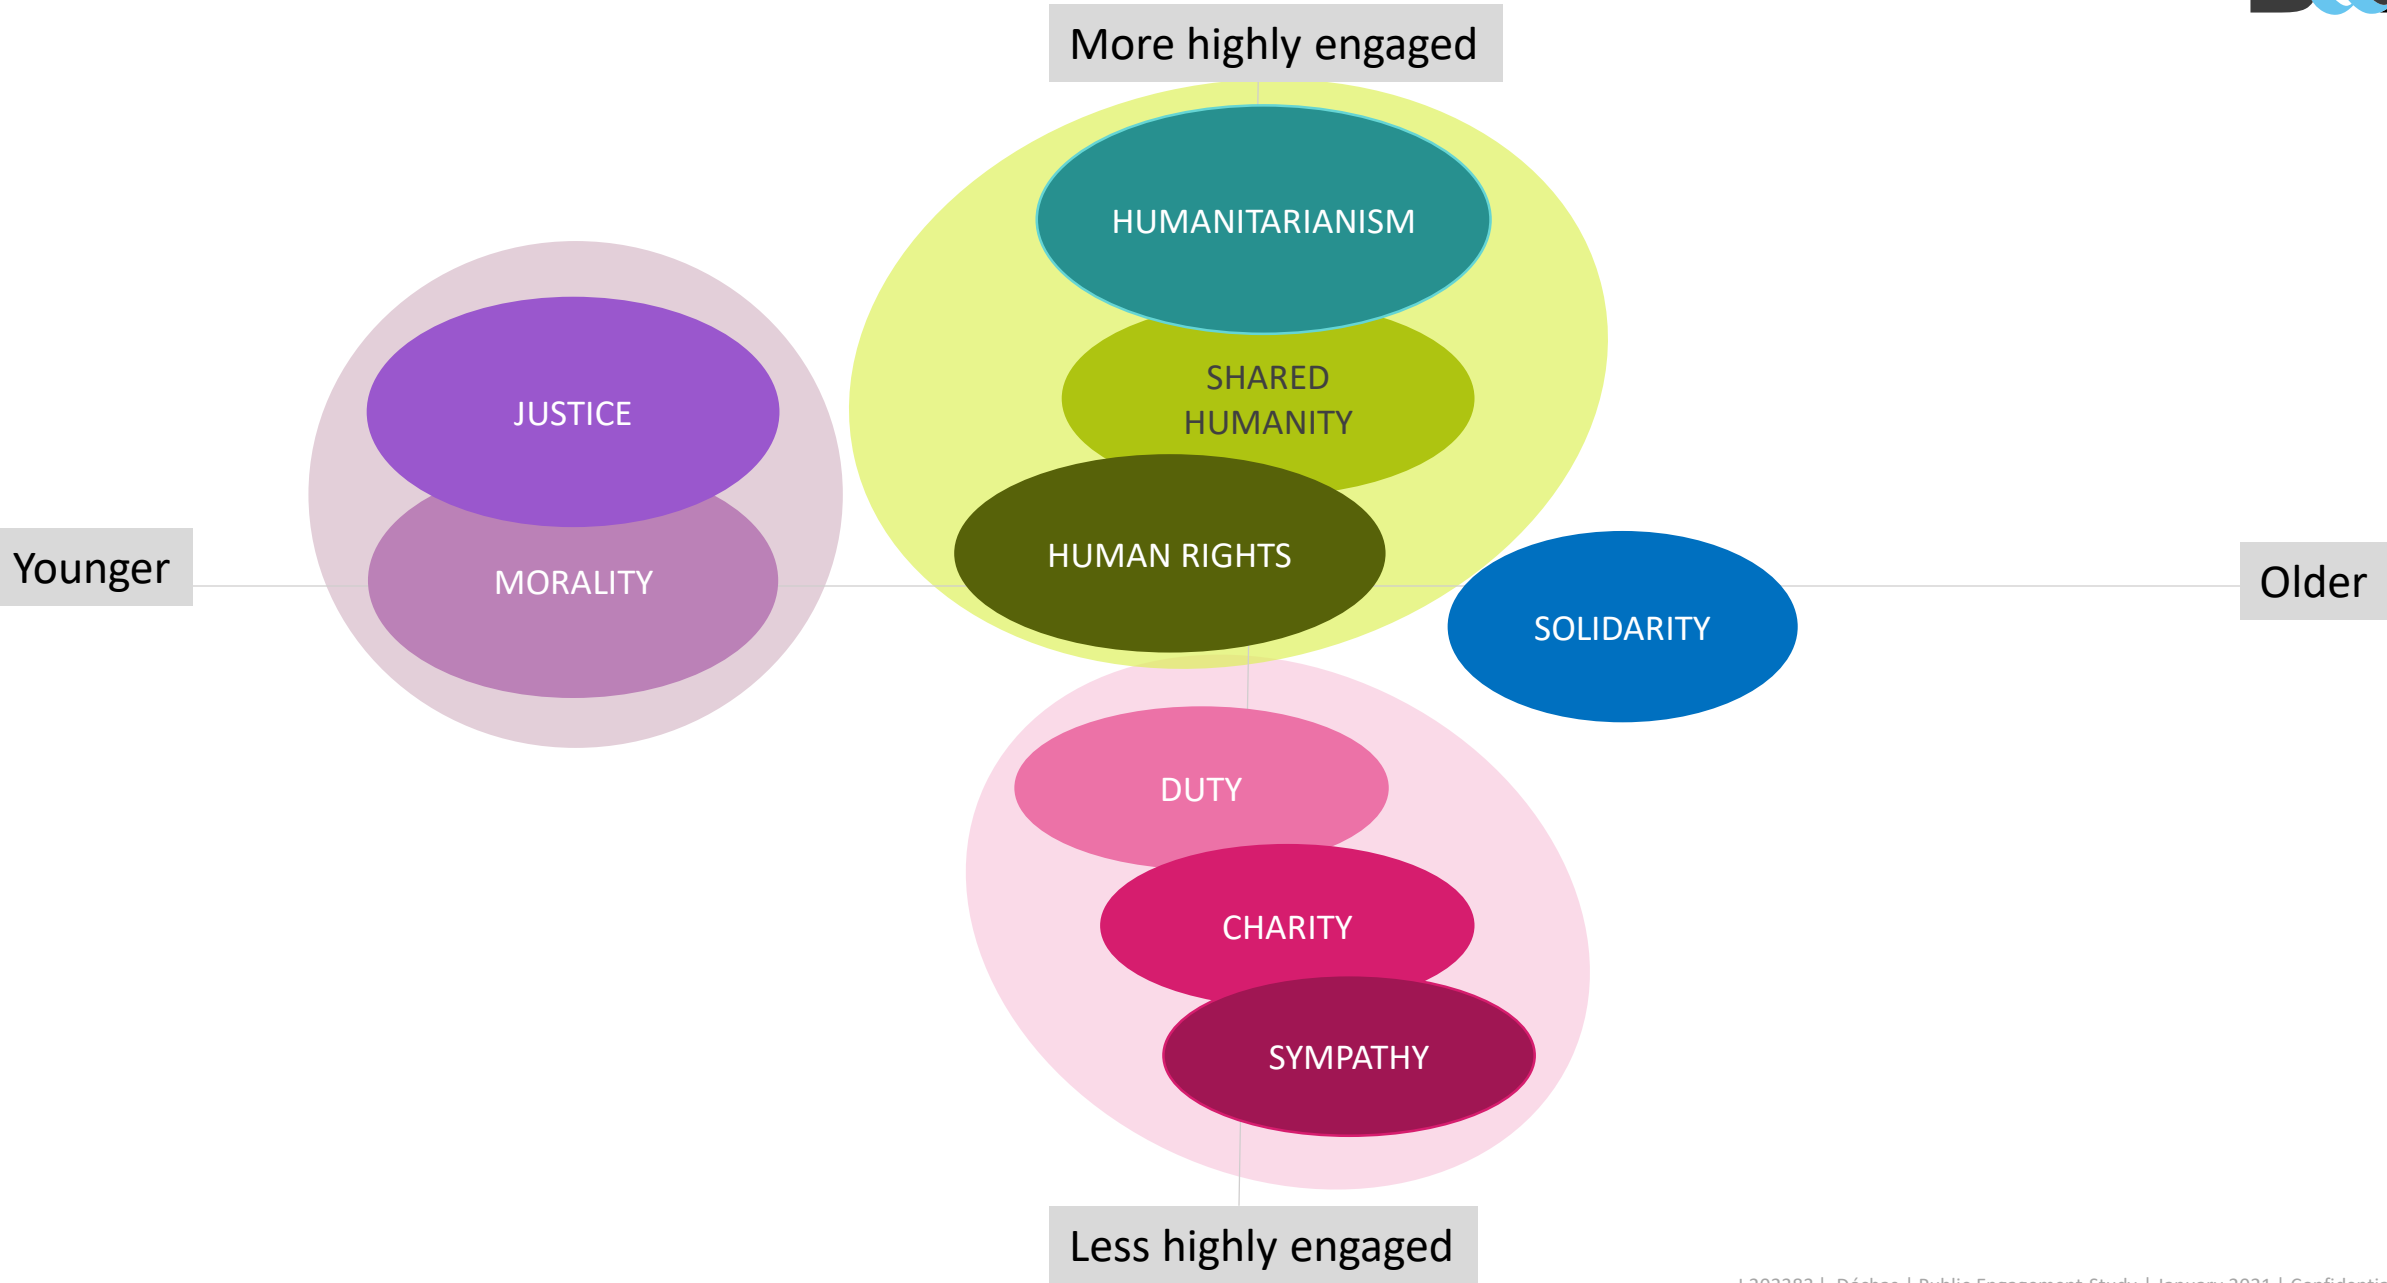 More highly engaged
HUMANITARIANISM
SHARED
HUMANITY
JUSTICE
HUMAN RIGHTS
Younger
MORALITY
Older
SOLIDARITY
DUTY
CHARITY
SYMPATHY
Less highly engaged